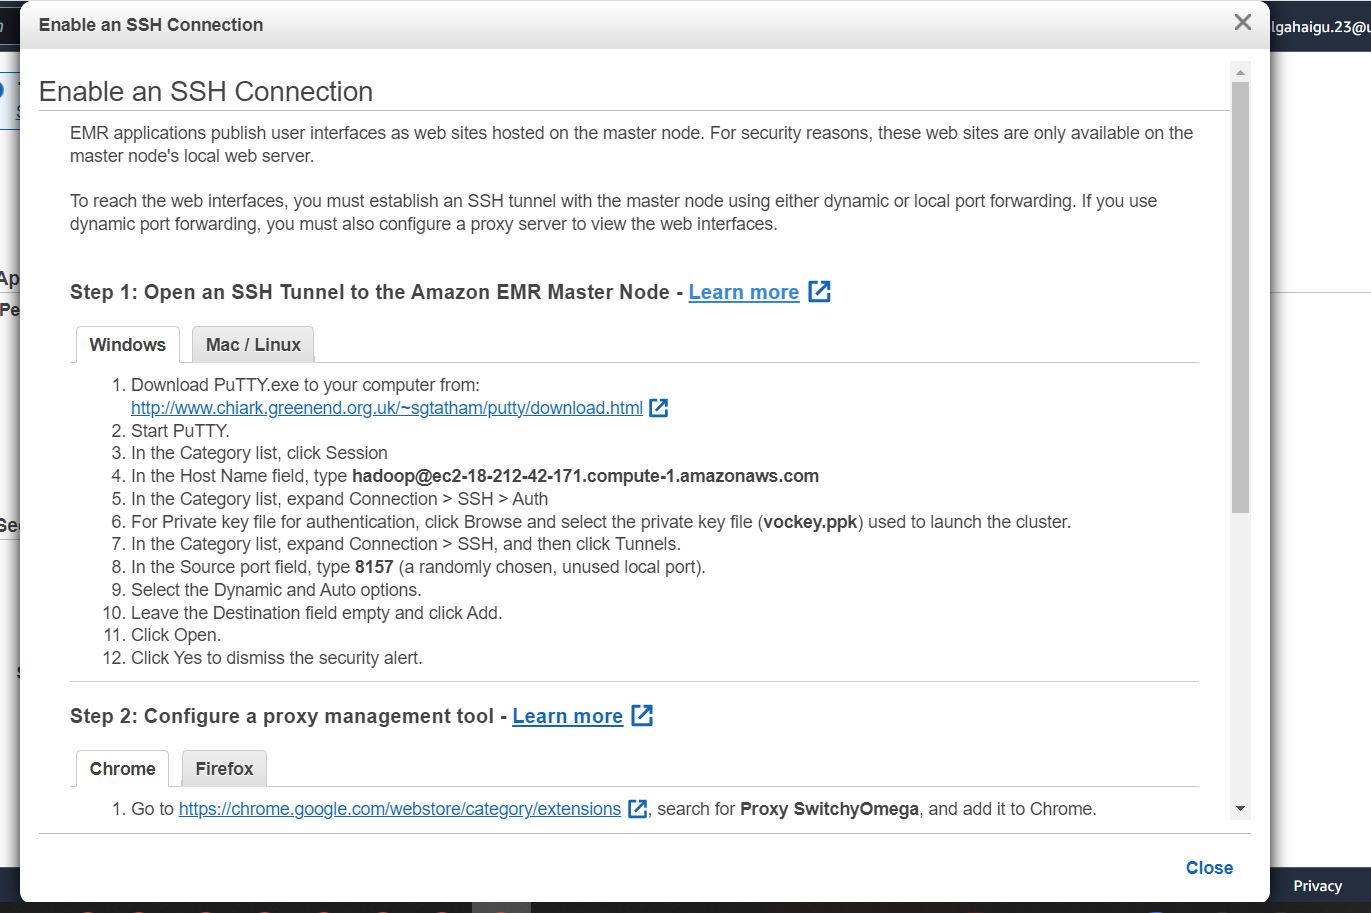 Enable an SSH Connection
lgahaigu.23@u
Enable an SSH Connection
EMR applications publish user interfaces as web sites hosted on the master node. For security reasons, these web sites are only available on the
master node's local web server.
To reach the web interfaces, you must establish an SSH tunnel with the master node using either dynamic or local port forwarding. If you use
dynamic port forwarding, you must also configure a proxy server to view the web interfaces.
Ap
Step 1: Open an SSH Tunnel to the Amazon EMR Master Node - Learn more
Pe
Windows Mac / Linux
1. Download PuTTY.exe to your computer from:
http://www.chiark.greenend.org.uk/~sgtatham/putty/download.html
2. Start PuTTY.
3. In the Category list, click Session
4. In the Host Name field, type hadoop@ec2-18-212-42-171.compute-1.amazonaws.com
5. In the Category list, expand Connection > SSH > Auth
6. For Private key file for authentication, click Browse and select the private key file (vockey.ppk) used to launch the cluster.
Sec
7. In the Category list, expand Connection > SSH, and then click Tunnels.
8. In the Source port field, type 8157 (a randomly chosen, unused local port).
9. Select the Dynamic and Auto options.
10. Leave the Destination field empty and click Add.
11. Click Open.
12. Click Yes to dismiss the security alert.
Step 2: Configure a proxy management tool - Learn more
Chrome Firefox
1. Go to https://chrome.google.com/webstore/category/extensions , search for Proxy SwitchyOmega, and add it to Chrome.
Close
Privacy